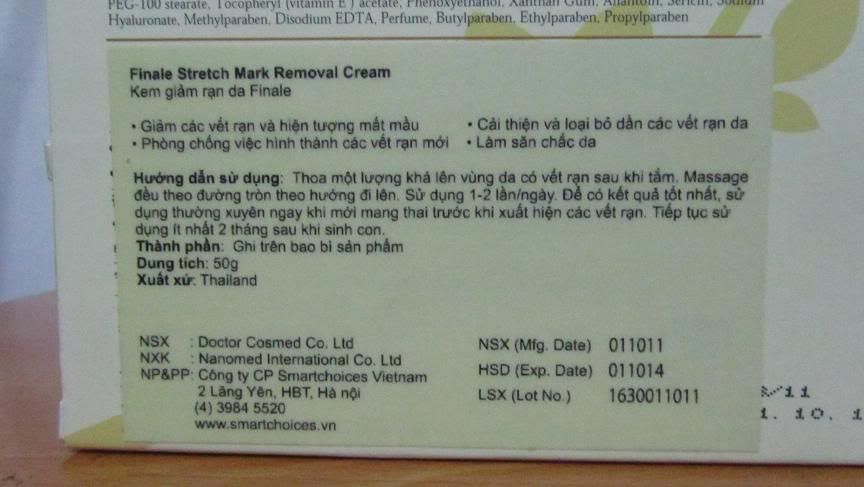 PEG-100 stearate, Tocopheryl (vitamin E ) acetate, Phenoxyethanol, Xanthan Gum, Allantoin, Sericin, Sodium
Hyaluronate, Methylparaben, Disodium EDTA, Perfume, Butylparaben, Ethylparaben, Propylparaben
Finale Stretch Mark Removal Cream
Kem giảm rạn da Finale
• Giảm các vết rạn và hiện tượng mất mầu
• Cải thiện và loại bỏ dần các vết rạn da
• Phòng chống việc hình thành các vết rạn mới
• Làm săn chắc da
Hướng dẫn sử dụng: Thoa một lượng khá lên vùng da có vết rạn sau khi tắm. Massage
đều theo đường tròn theo hướng đi lên. Sử dụng 1-2 lần/ngày. Để có kết quả tốt nhất, sử
dụng thường xuyên ngay khi mới mang thai trước khi xuất hiện các vết rạn. Tiếp tục sử
dụng ít nhất 2 tháng sau khi sinh con.
Thành phần: Ghi trên bao bì sản phẩm
Dung tích: 50g
Xuất xứ: Thailand
NSX : Doctor Cosmed Co. Ltd
NXK : Nanomed International Co. Ltd
NP&PP: Công ty CP Smartchoices Vietnam
2 Lãng Yên, HBT, Hà nội
(4) 3984 5520
www.smartchoices.vn
NSX (Mfg. Date) 011011
HSD (Exp. Date) 011014
LSX (Lot No.) 1630011011
/11
1. 10. 1